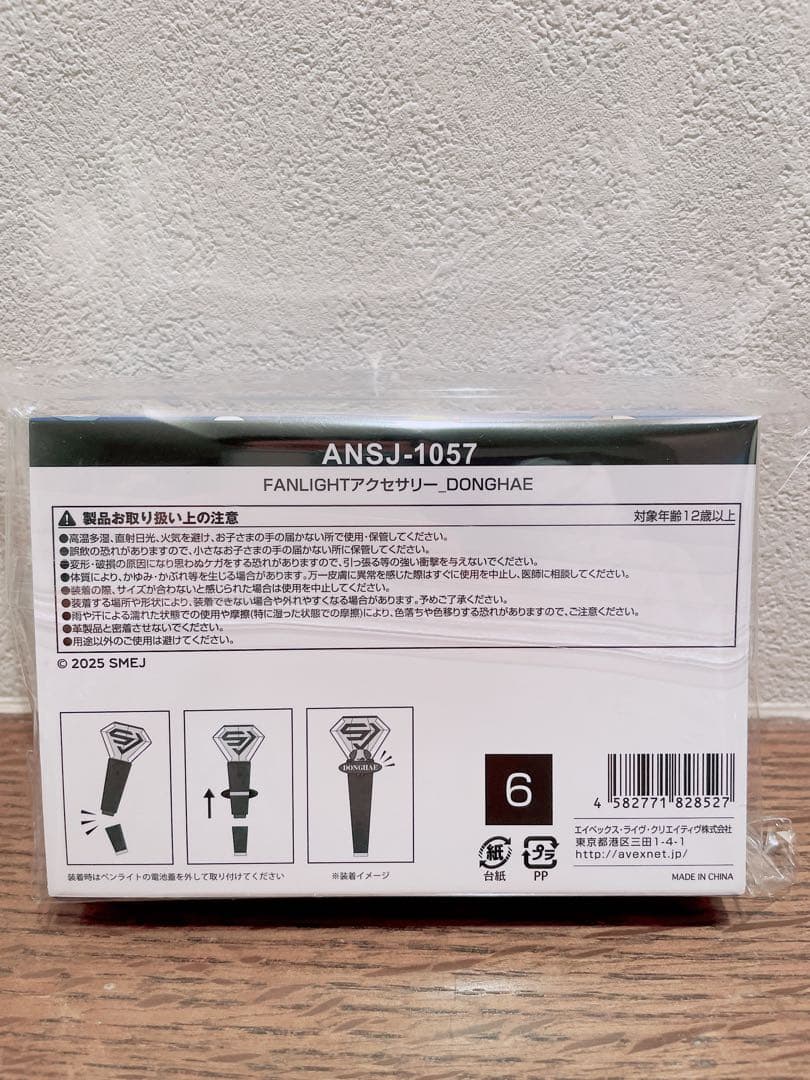 ANSJ-1057
FANLIGHTアクセサリー_DONGHAE
製品お取り扱い上の注意
対象年齢12歳以上
●高温多湿、直射日光、火気を避け、お子さまの手の届かない所で使用・保管してください。
●誤飲の恐れがありますので、小さなお子さまの手の届かない所に保管してください。
●変形・破損の原因になり思わぬケガをする恐れがありますので、引っ張る等の強い衝撃を与えないでください。
●体質により、かゆみ・かぶれ等を生じる場合があります。万一皮膚に異常を感じた際はすぐに使用を中止し、医師に相談してください。
●装着の際、サイズが合わないと感じられた場合は使用を中止してください。
●装着する場所や形状により、装着できない場合や外れやすくなる場合があります。予めご了承ください。
●雨や汗による濡れた状態での使用や摩擦(特に湿った状態での摩擦)により、色落ちや色移りする恐れがありますので、ご注意ください。
●革製品と密着させないでください。
●用途以外のご使用は避けてください。
© 2025 SMEJ
DONGHAE
装着時はペンライトの電池蓋を外して取り付けてください
※装着イメージ
6
紙
台紙
プラ
PP
4 582771 828527
エイベックス・ライヴ・クリエイティヴ株式会社
東京都港区三田1-4-1
http://avexnet.jp/
MADE IN CHINA